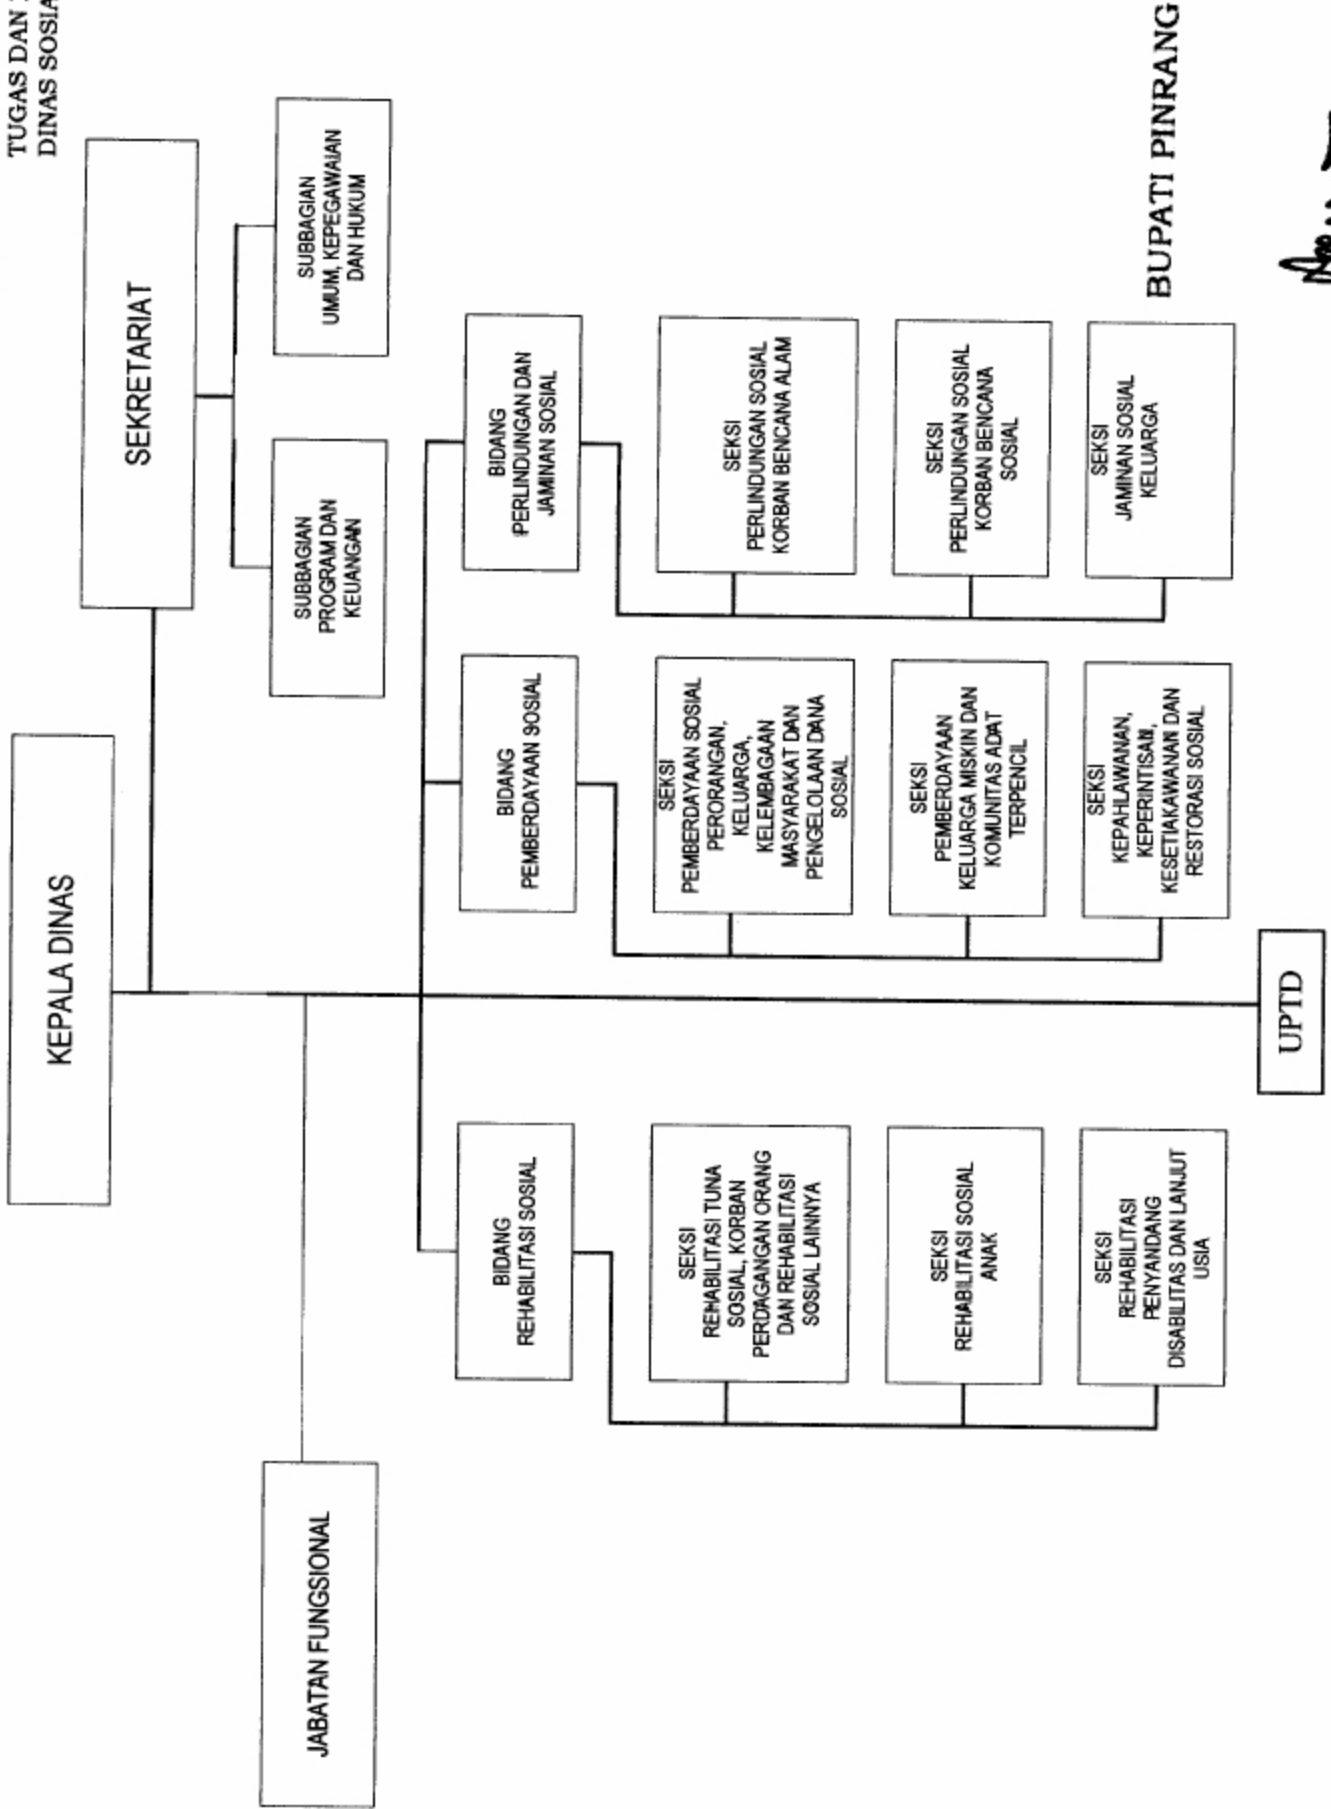 TUGAS DAN
DINAS SOSIA
KEPALA DINAS
SEKRETARIAT
SUBBAGIAN
PROGRAM DAN
KEUANGAN
SUBBAGIAN
UMUM, KEPEGAWAIAN
DAN HUKUM
JABATAN FUNGSIONAL
BIDANG
REHABILITASI SOSIAL
BIDANG
PEMBERDAYAAN SOSIAL
BIDANG
PERLINDUNGAN DAN
JAMINAN SOSIAL
SEKSI
REHABILITASI TUNA
SOSIAL, KORBAN
PERDAGANGAN ORANG
DAN REHABILITASI
SOSIAL LAINNYA
SEKSI
PEMBERDAYAAN SOSIAL
PERORANGAN,
KELUARGA,
KELEMBAGAAN
MASYARAKAT DAN
PENGELOLAAN DANA
SOSIAL
SEKSI
PERLINDUNGAN SOSIAL
KORBAN BENCANA ALAM
SEKSI
REHABILITASI SOSIAL
ANAK
SEKSI
PEMBERDAYAAN
KELUARGA MISKIN DAN
KOMUNITAS ADAT
TERPENCIL
SEKSI
PERLINDUNGAN SOSIAL
KORBAN BENCANA
SOSIAL
SEKSI
REHABILITASI
PENYANDANG
DISABILITAS DAN LANJUT
USIA
SEKSI
KEPAHLAWANAN,
KEPERINTISAN,
KESETIAKAWANAN DAN
RESTORASI SOSIAL
SEKSI
JAMINAN SOSIAL
KELUARGA
UPTD
BUPATI PINRANG